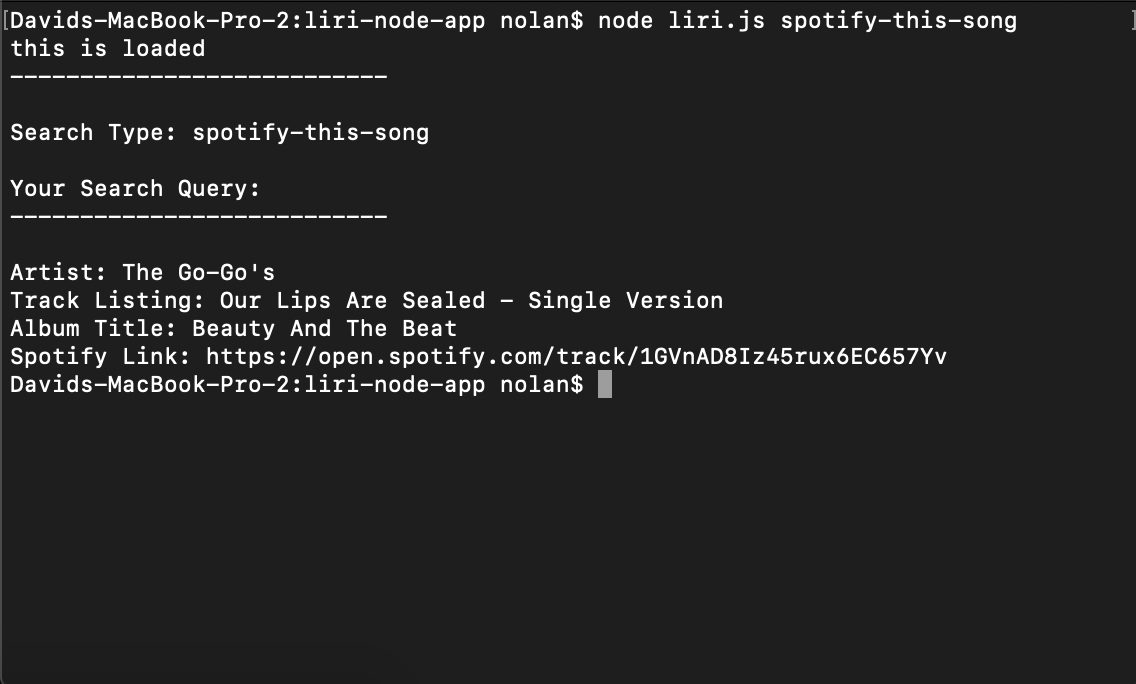 [Davids-MacBook-Pro-2:liri-node-app nolan$ node liri.js spotify-this-song ]
this is loaded
---------------------------
Search Type: spotify-this-song
Your Search Query:
---------------------------
Artist: The Go-Go's
Track Listing: Our Lips Are Sealed - Single Version
Album Title: Beauty And The Beat
Spotify Link: https://open.spotify.com/track/1GVnAD8Iz45rux6EC657Yv
Davids-MacBook-Pro-2:liri-node-app nolan$